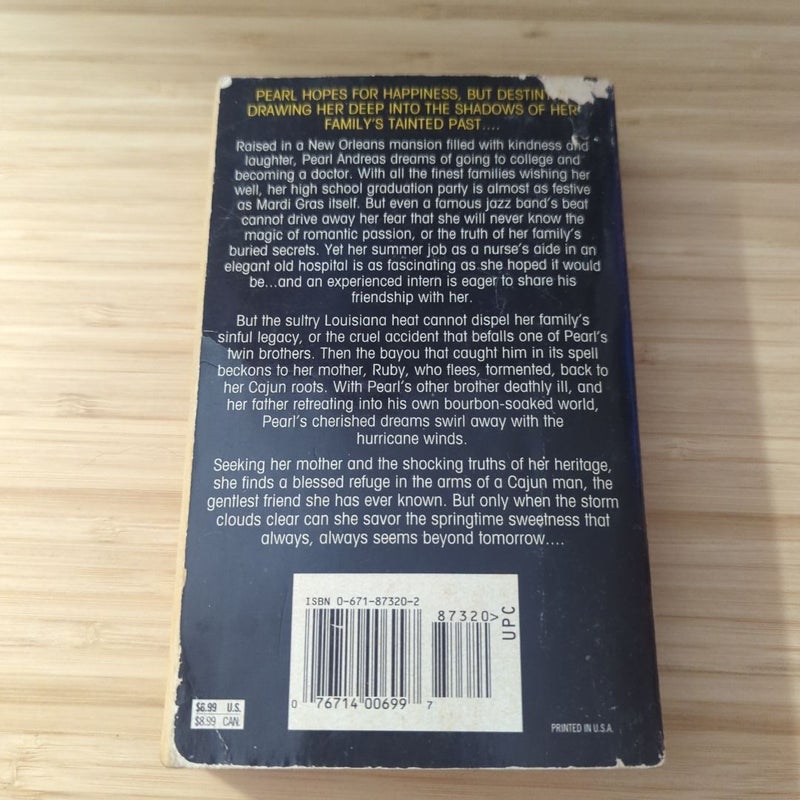 PEARL HOPES FOR HAPPINESS, BUT
DRAWING HER DEEP INTO THE SHADOWS OF HER
FAMILY'S TAINTED PAST....
Raised in a New Orleans mansion filled with kindness and
laughter, Pearl Andreas dreams of going to college and
becoming a doctor. With all the finest families wishing her
well, her high school graduation party is almost as festive
as Mardi Gras itself. But even a famous jazz band's beat
cannot drive away her fear that she will never know the
magic of romantic passion, or the truth of her family's
buried secrets. Yet her summer job as a nurse's aide in an
elegant old hospital is as fascinating as she hoped it would
be...and an experienced intern is eager to share his
friendship with her.
But the sultry Louisiana heat cannot dispel her family's
sinful legacy, or the cruel accident that befalls one of Pearl's
twin brothers. Then the bayou that caught him in its spell
beckons to her mother, Ruby, who flees, tormented, back to
her Cajun roots. With Pearl's other brother deathly ill, and
her father retreating into his own bourbon-soaked world,
Pearl's cherished dreams swirl away with the
hurricane winds.
Seeking her mother and the shocking truths of her heritage,
she finds a blessed refuge in the arms of a Cajun man, the
gentlest friend she has ever known. But only when the storm
clouds clear can she savor the springtime sweetness that
always, always seems beyond tomorrow....
ISBN 0-671-87320-2
87320>
UPC
0 76714 00699 7
$6.99 U.S.
$8.99 CAN.
PRINTED IN U.S.A.